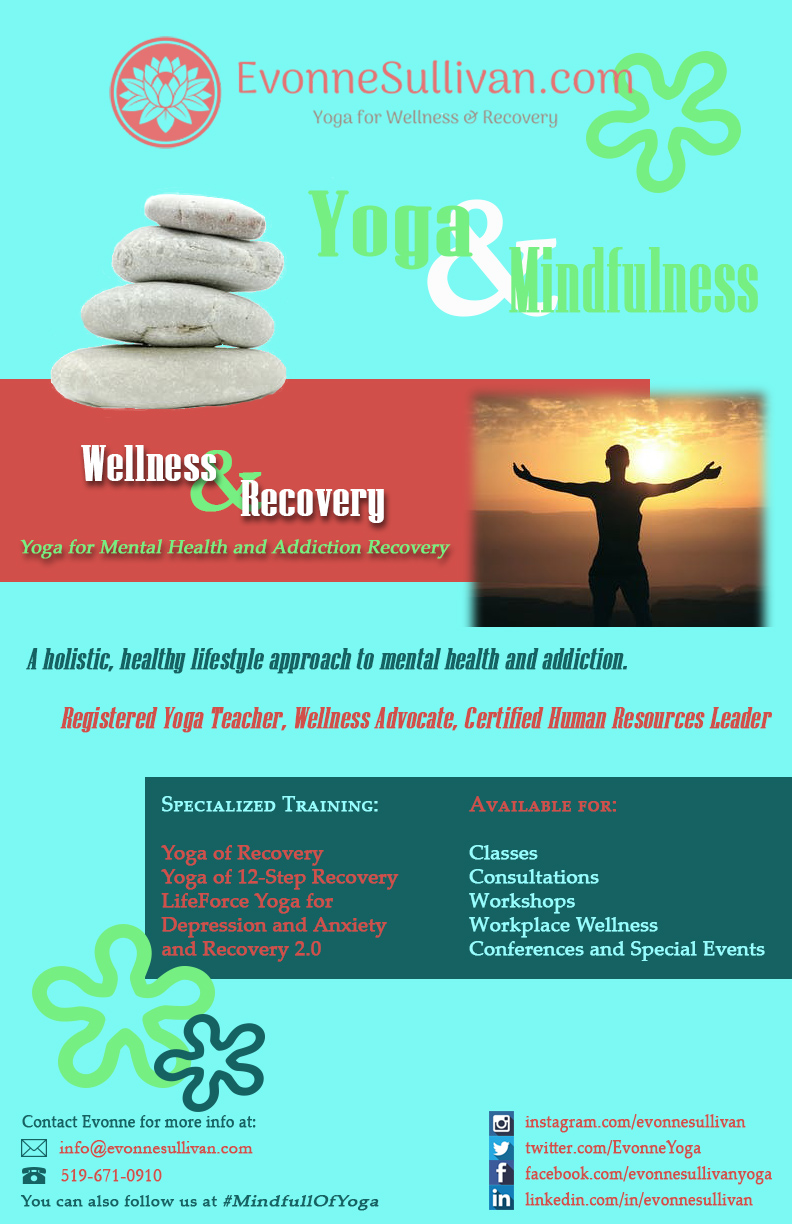 EvonneSullivan.com
Yoga for Wellness & Recovery
Yoga
&
Mindfulness
Wellness
&
Recovery
Yoga for Mental Health and Addiction Recovery
A holistic, healthy lifestyle approach to mental health and addiction.
Registered Yoga Teacher, Wellness Advocate, Certified Human Resources Leader
Specialized Training:
Yoga of Recovery
Yoga of 12-Step Recovery
LifeForce Yoga for
Depression and Anxiety
and Recovery 2.0
Available for:
Classes
Consultations
Workshops
Workplace Wellness
Conferences and Special Events
Contact Evonne for more info at:
info@evonnesullivan.com
519-671-0910
You can also follow us at #MindfullOfYoga
instagram.com/evonnesullivan
twitter.com/EvonneYoga
facebook.com/evonnesullivanyoga
linkedin.com/in/evonnesullivan